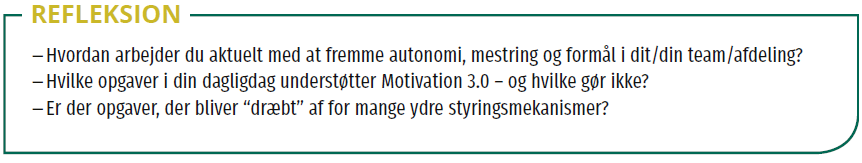 REFLEKSION
– Hvordan arbejder du aktuelt med at fremme autonomi, mestring og formål i dit/din team/afdeling?
– Hvilke opgaver i din dagligdag understøtter Motivation 3.0 – og hvilke gør ikke?
– Er der opgaver, der bliver “dræbt” af for mange ydre styringsmekanismer?